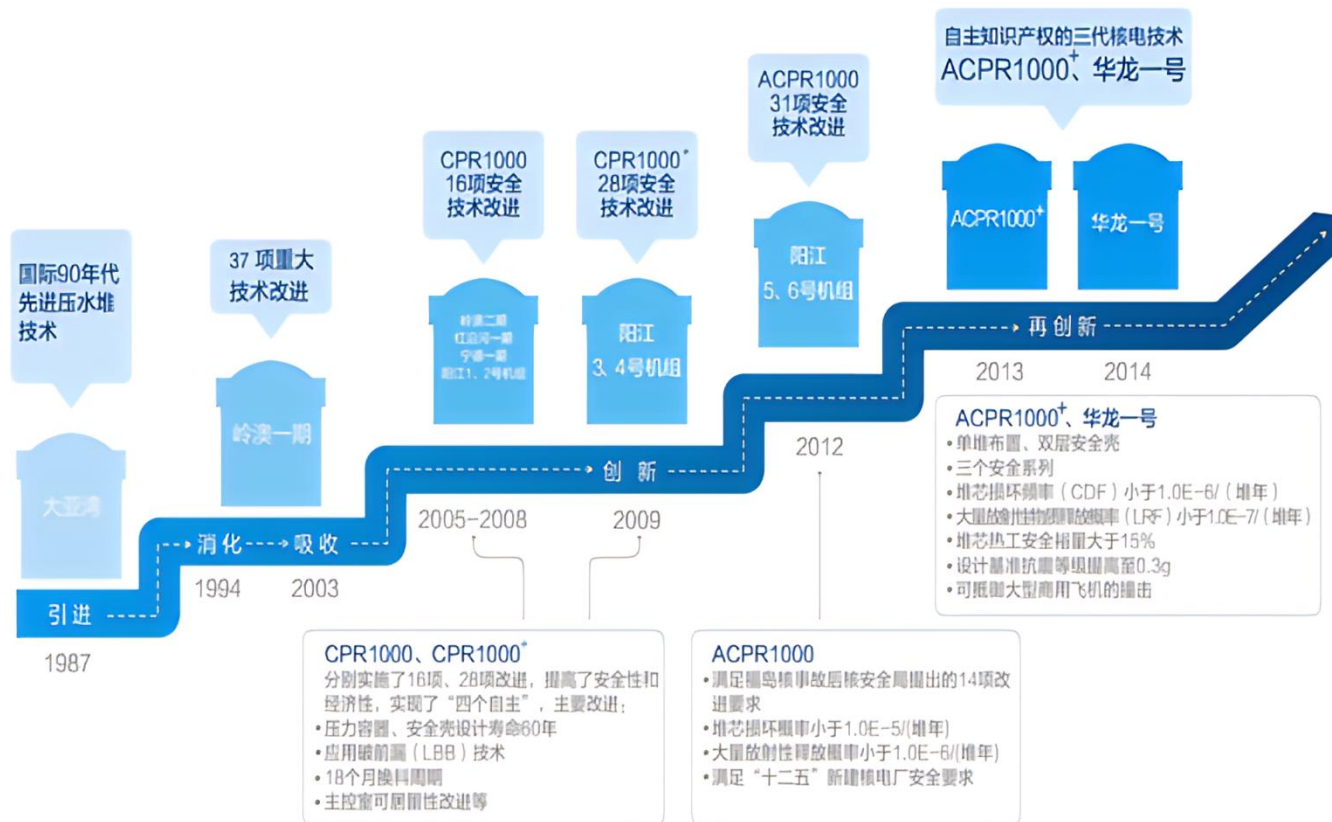 国际90年代
先进压水堆
技术
大亚湾
引进
1987
37 项重大
技术改进
岭澳一期
消化
吸收
1994
2003
CPR1000
16项安全
技术改进
岭澳二期
红沿河一期
宁德一期
阳江1、2号机组
2005-2008
CPR1000⁺
28项安全
技术改进
阳江
3、4号机组
创新
2009
ACPR1000
31项安全
技术改进
阳江
5、6号机组
2012
自主知识产权的三代核电技术
ACPR1000⁺、华龙一号
ACPR1000⁺
华龙一号
再创新
2013
2014
CPR1000、CPR1000⁺
分别实施了16项、28项改进，提高了安全性和
经济性，实现了“四个自主”，主要改进：
•压力容器、安全壳设计寿命60年
•应用破前漏（LBB）技术
•18个月换料周期
•主控室可居留性改进等
ACPR1000
•满足福岛核事故后核安全局提出的14项改
进要求
•堆芯损坏概率小于1.0E-5/(堆年)
•大量放射性释放概率小于1.0E-6/(堆年)
•满足“十二五”新建核电厂安全要求
ACPR1000⁺、华龙一号
•单堆布置、双层安全壳
•三个安全系列
•堆芯损坏频率（CDF）小于1.0E-6/（堆年）
•大量放射性物质释放概率（LRF）小于1.0E-7/（堆年）
•堆芯热工安全裕量大于15%
•设计基准抗震等级提高至0.3g
•可抵御大型商用飞机的撞击